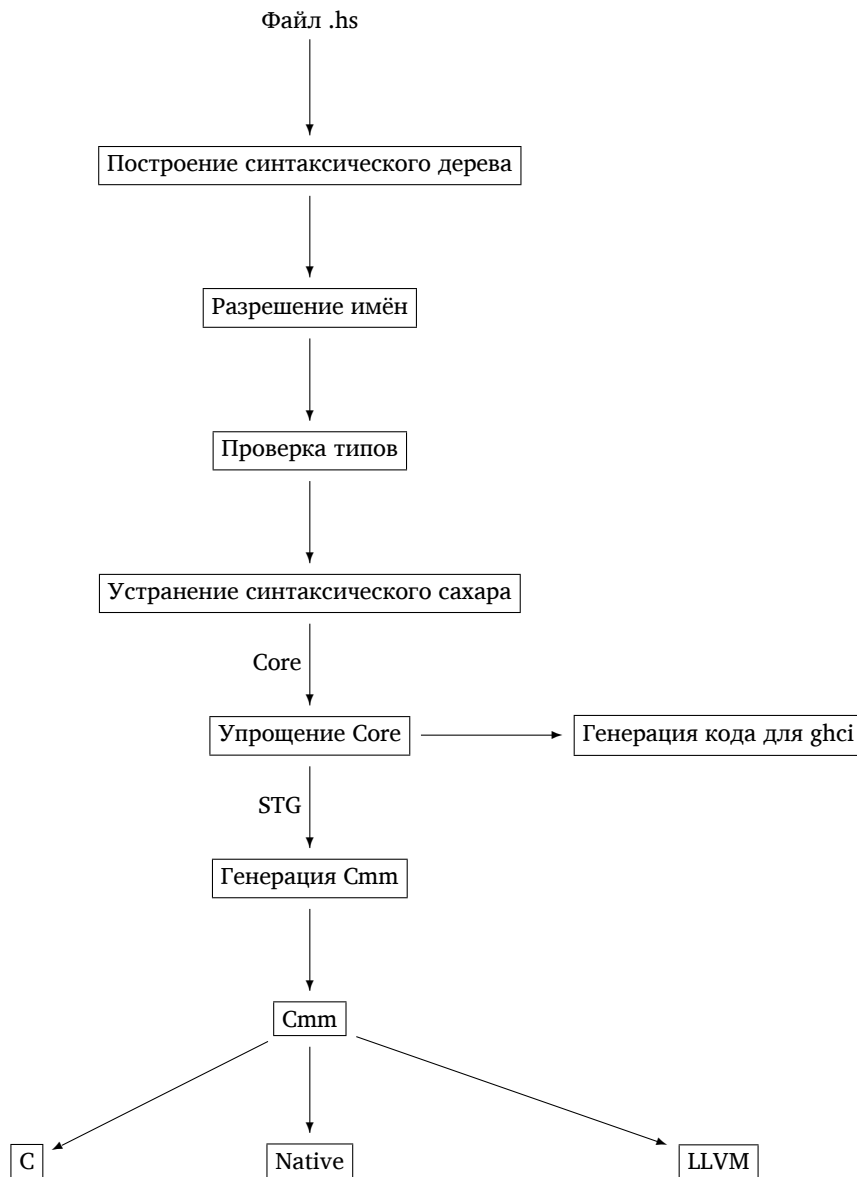 Файл .hs
Построение синтаксического дерева
Разрешение имён
Проверка типов
Устранение синтаксического сахара
Core
Упрощение Core
Генерация кода для ghci
STG
Генерация Cmm
Cmm
C
Native
LLVM